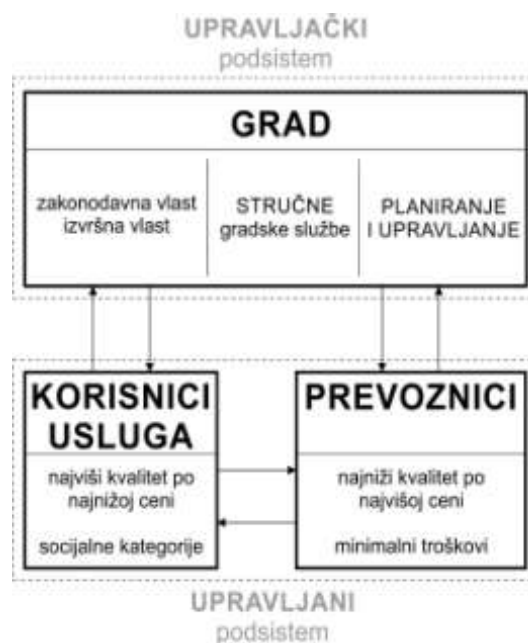 UPRAVLJAČKI
podsistem
GRAD
zakonodavna vlast
izvršna vlast
STRUČNE
gradske službe
PLANIRANJE
I UPRAVLJANJE
KORISNICI
USLUGA
najviši kvalitet po
najnižoj ceni
socijalne kategorije
PREVOZNICI
najniži kvalitet po
najvišoj ceni
minimalni troškovi
UPRAVLJANI
podsistem